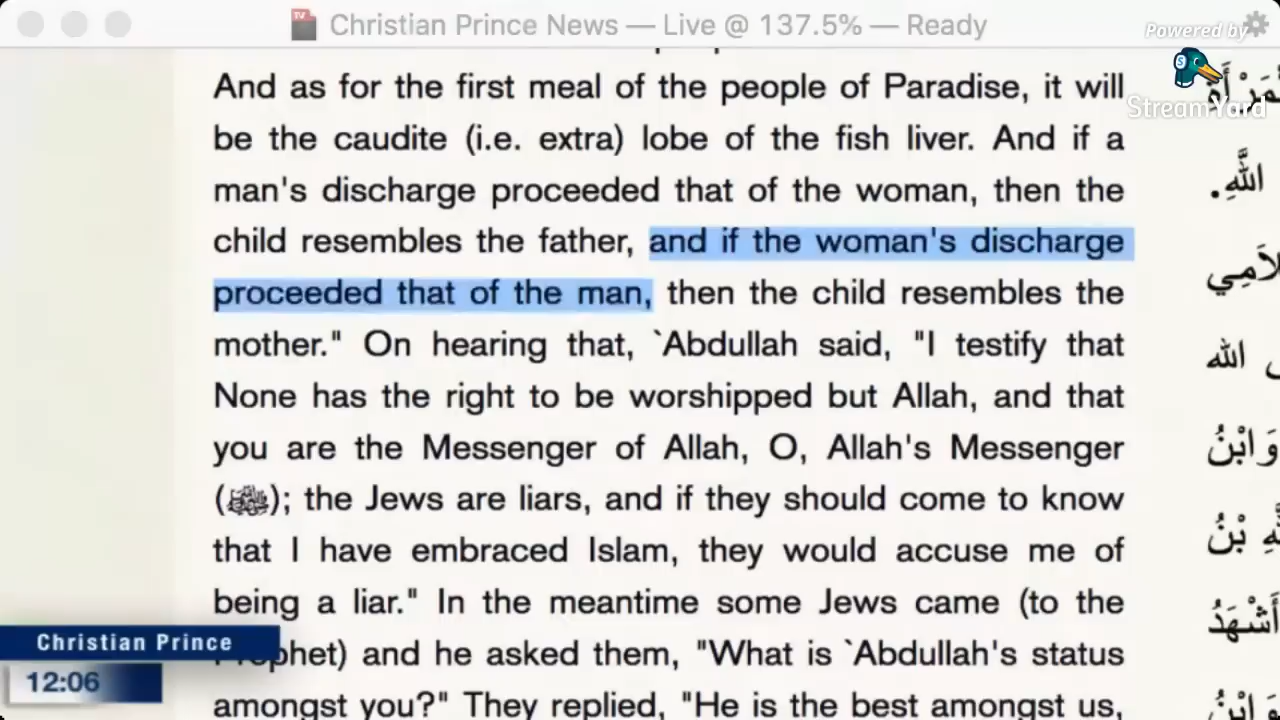 Christian Prince News — Live @ 137.5% — Ready
Powered by
StreamYard
And as for the first meal of the people of Paradise, it will
be the caudite (i.e. extra) lobe of the fish liver. And if a
man's discharge proceeded that of the woman, then the
child resembles the father, and if the woman's discharge
proceeded that of the man, then the child resembles the
mother." On hearing that, `Abdullah said, "I testify that
None has the right to be worshipped but Allah, and that
you are the Messenger of Allah, O, Allah's Messenger
(ﷺ); the Jews are liars, and if they should come to know
that I have embraced Islam, they would accuse me of
being a liar." In the meantime some Jews came (to the
Prophet) and he asked them, "What is `Abdullah's status
amongst you?" They replied, "He is the best amongst us,
اللَّهِ.
الله
وَابْنُ
بْنُ
أَشْهَدُ
وَابْنُ
Christian Prince
12:06